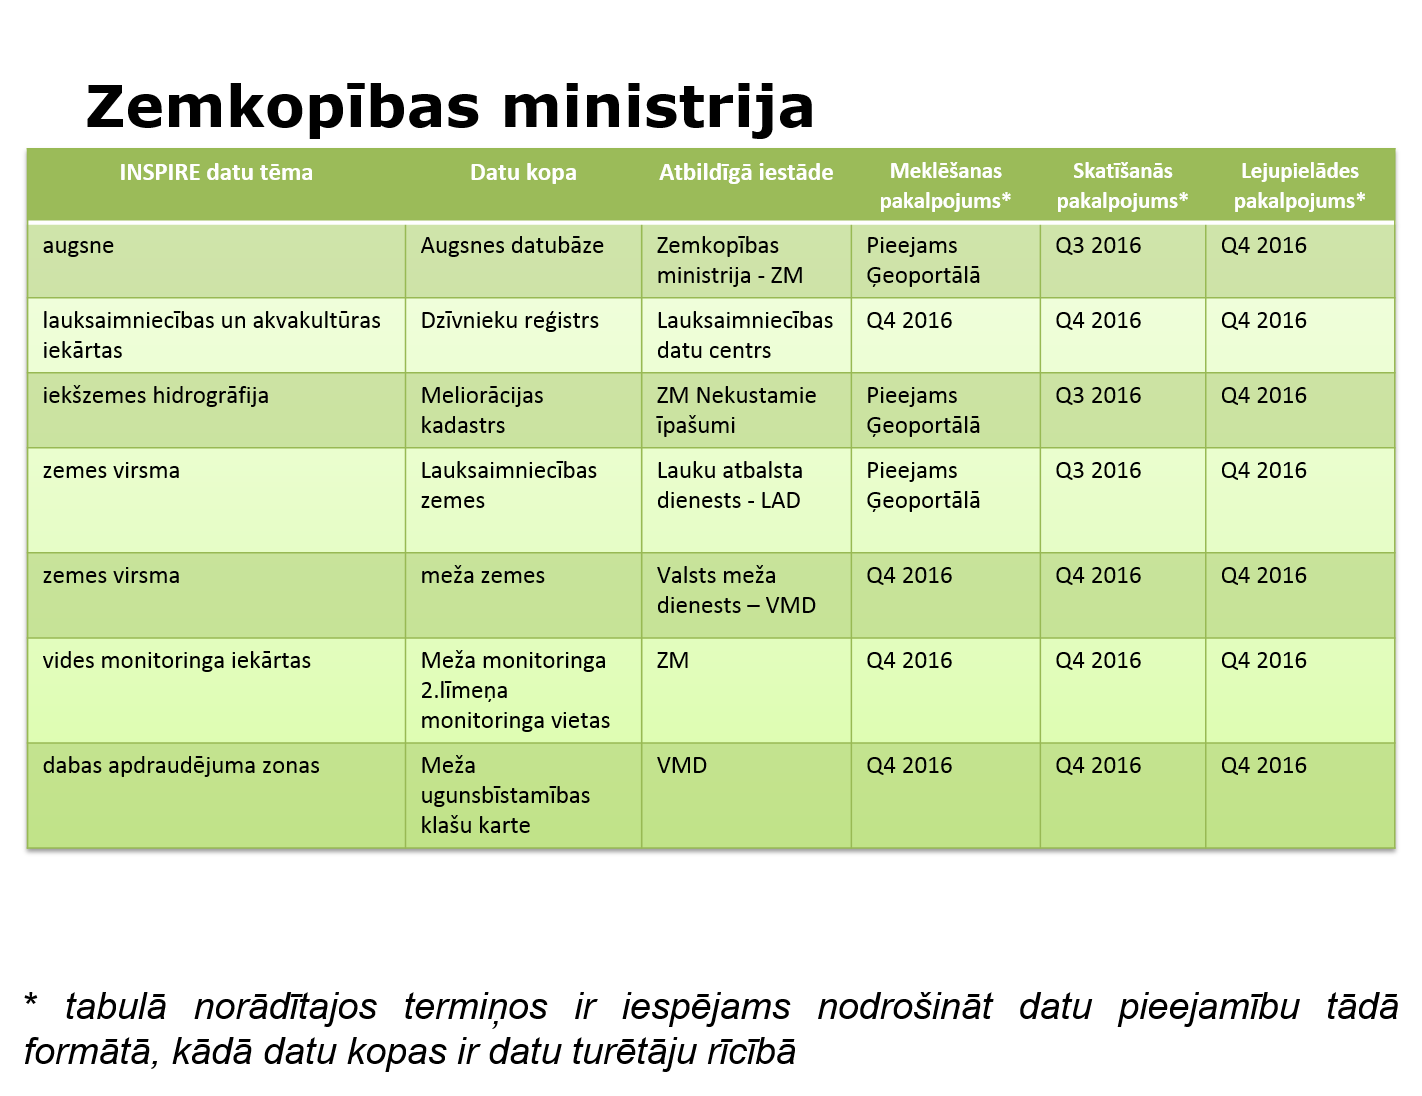 Zemkopības ministrija
INSPIRE datu tēma Datu kopa Atbildīgā iestāde Meklēšanas pakalpojums* Skatīšanās pakalpojums* Lejupielādes pakalpojums*
augsne Augsnes datubāze Zemkopības ministrija - ZM Pieejams Ģeoportālā Q3 2016 Q4 2016
lauksaimniecības un akvakultūras iekārtas Dzīvnieku reģistrs Lauksaimniecības datu centrs Q4 2016 Q4 2016 Q4 2016
iekšzemes hidrogrāfija Meliorācijas kadastrs ZM Nekustamie īpašumi Pieejams Ģeoportālā Q3 2016 Q4 2016
zemes virsma Lauksaimniecības zemes Lauku atbalsta dienests - LAD Pieejams Ģeoportālā Q3 2016 Q4 2016
zemes virsma meža zemes Valsts meža dienests – VMD Q4 2016 Q4 2016 Q4 2016
vides monitoringa iekārtas Meža monitoringa 2.līmeņa monitoringa vietas ZM Q4 2016 Q4 2016 Q4 2016
dabas apdraudējuma zonas Meža ugunsbīstamības klašu karte VMD Q4 2016 Q4 2016 Q4 2016
* tabulā norādītajos termiņos ir iespējams nodrošināt datu pieejamību tādā
formātā, kādā datu kopas ir datu turētāju rīcībā